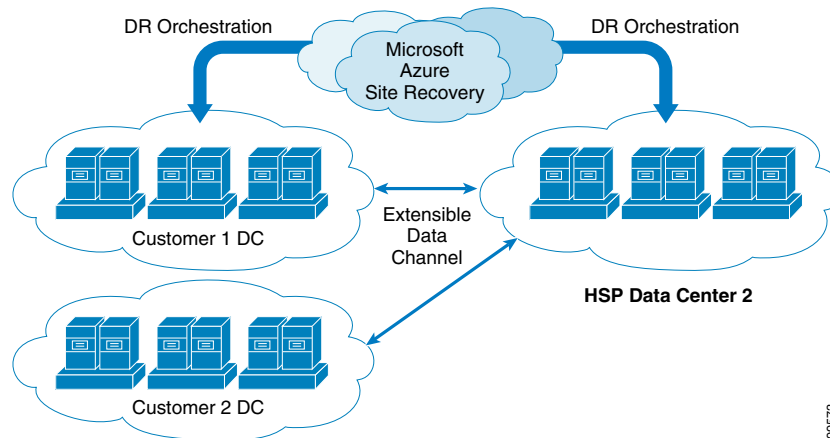 DR Orchestration
Microsoft
Azure
Site Recovery
DR Orchestration
Customer 1 DC
Extensible
Data
Channel
HSP Data Center 2
Customer 2 DC